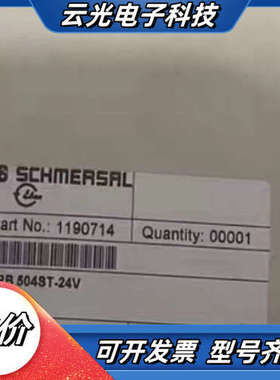 云光电子科技
SCHMERSAL
art No.: 1190714
Quantity: 00001
504ST-24V
价
可开发票 型号齐